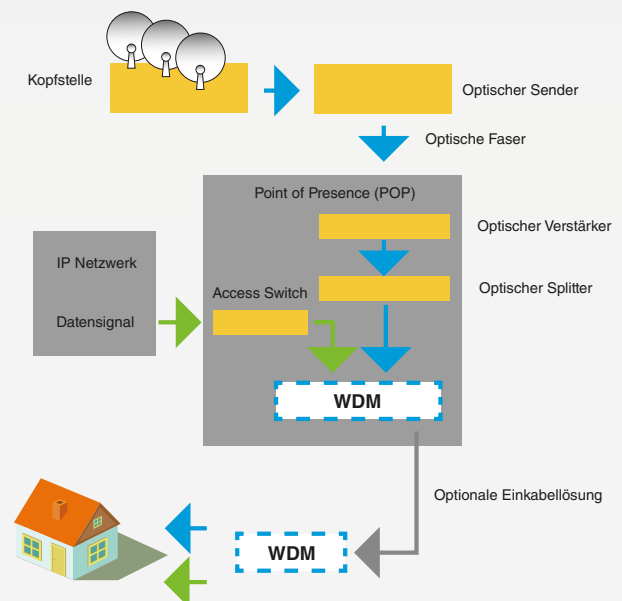 Kopfstelle
Optischer Sender
Optische Faser
Point of Presence (POP)
Optischer Verstärker
IP Netzwerk
Optischer Splitter
Access Switch
Datensignal
WDM
Optionale Einkabellösung
WDM